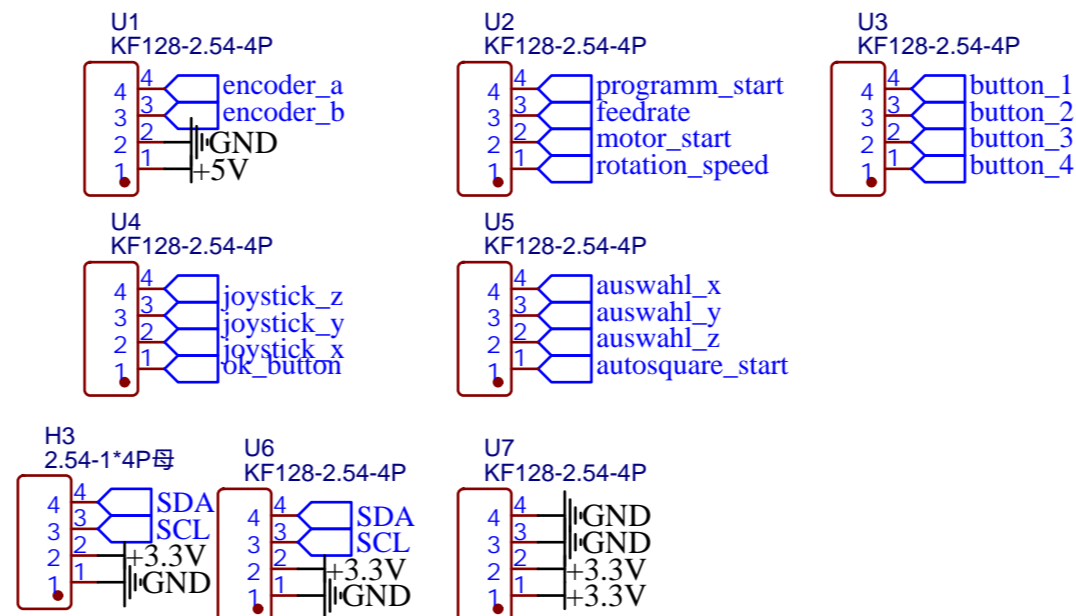 U1
KF128-2.54-4P
4 4 encoder_a
3 3 encoder_b
2 2 GND
1 1 +5V
U2
KF128-2.54-4P
4 4 programm_start
3 3 feedrate
2 2 motor_start
1 1 rotation_speed
U3
KF128-2.54-4P
4 4 button_1
3 3 button_2
2 2 button_3
1 1 button_4
U4
KF128-2.54-4P
4 4 joystick_z
3 3 joystick_y
2 2 joystick_x
1 1 ok_button
U5
KF128-2.54-4P
4 4 auswahl_x
3 3 auswahl_y
2 2 auswahl_z
1 1 autosquare_start
H3
2.54-1*4P母
4 4 SDA
3 3 SCL
2 2 +3.3V
1 1 GND
U6
KF128-2.54-4P
4 4 SDA
3 3 SCL
2 2 +3.3V
1 1 GND
U7
KF128-2.54-4P
4 4 GND
3 3 GND
2 2 +3.3V
1 1 +3.3V